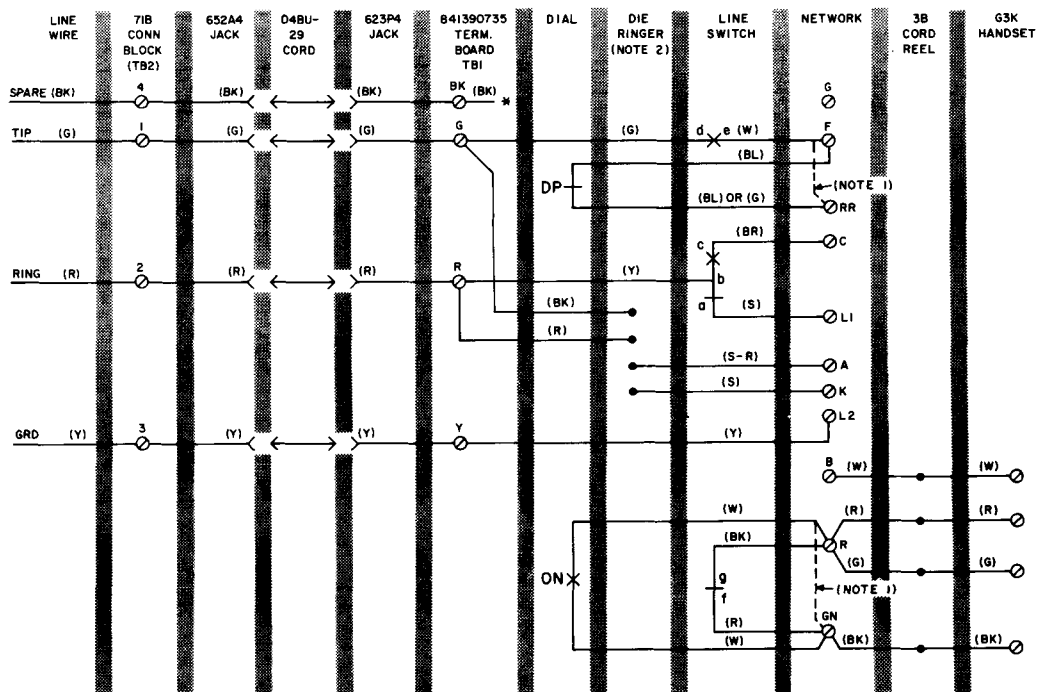 LINE WIRE
71B CONN BLOCK (TB2)
652A4 JACK
D4BU-29 CORD
623P4 JACK
841390735 TERM. BOARD TB1
DIAL
DIE RINGER (NOTE 2)
LINE SWITCH
NETWORK
3B CORD REEL
G3K HANDSET
SPARE (BK) 4 (BK) (BK) BK (BK) * G
TIP (G) 1 (G) (G) G (G) d e (W) F
(BL)
DP
(NOTE 1)
(BL) OR (G) RR
(BR) C
c
RING (R) 2 (R) (R) R (Y) b
a (S) L1
(BK)
(R)
(S-R) A
(S) K
L2
GRD (Y) 3 (Y) (Y) Y (Y)
B (W) (W)
(W) (R) (R)
(BK) R
(G) (G)
ON g
f (NOTE 1)
(R) GN
(W) (BK) (BK)